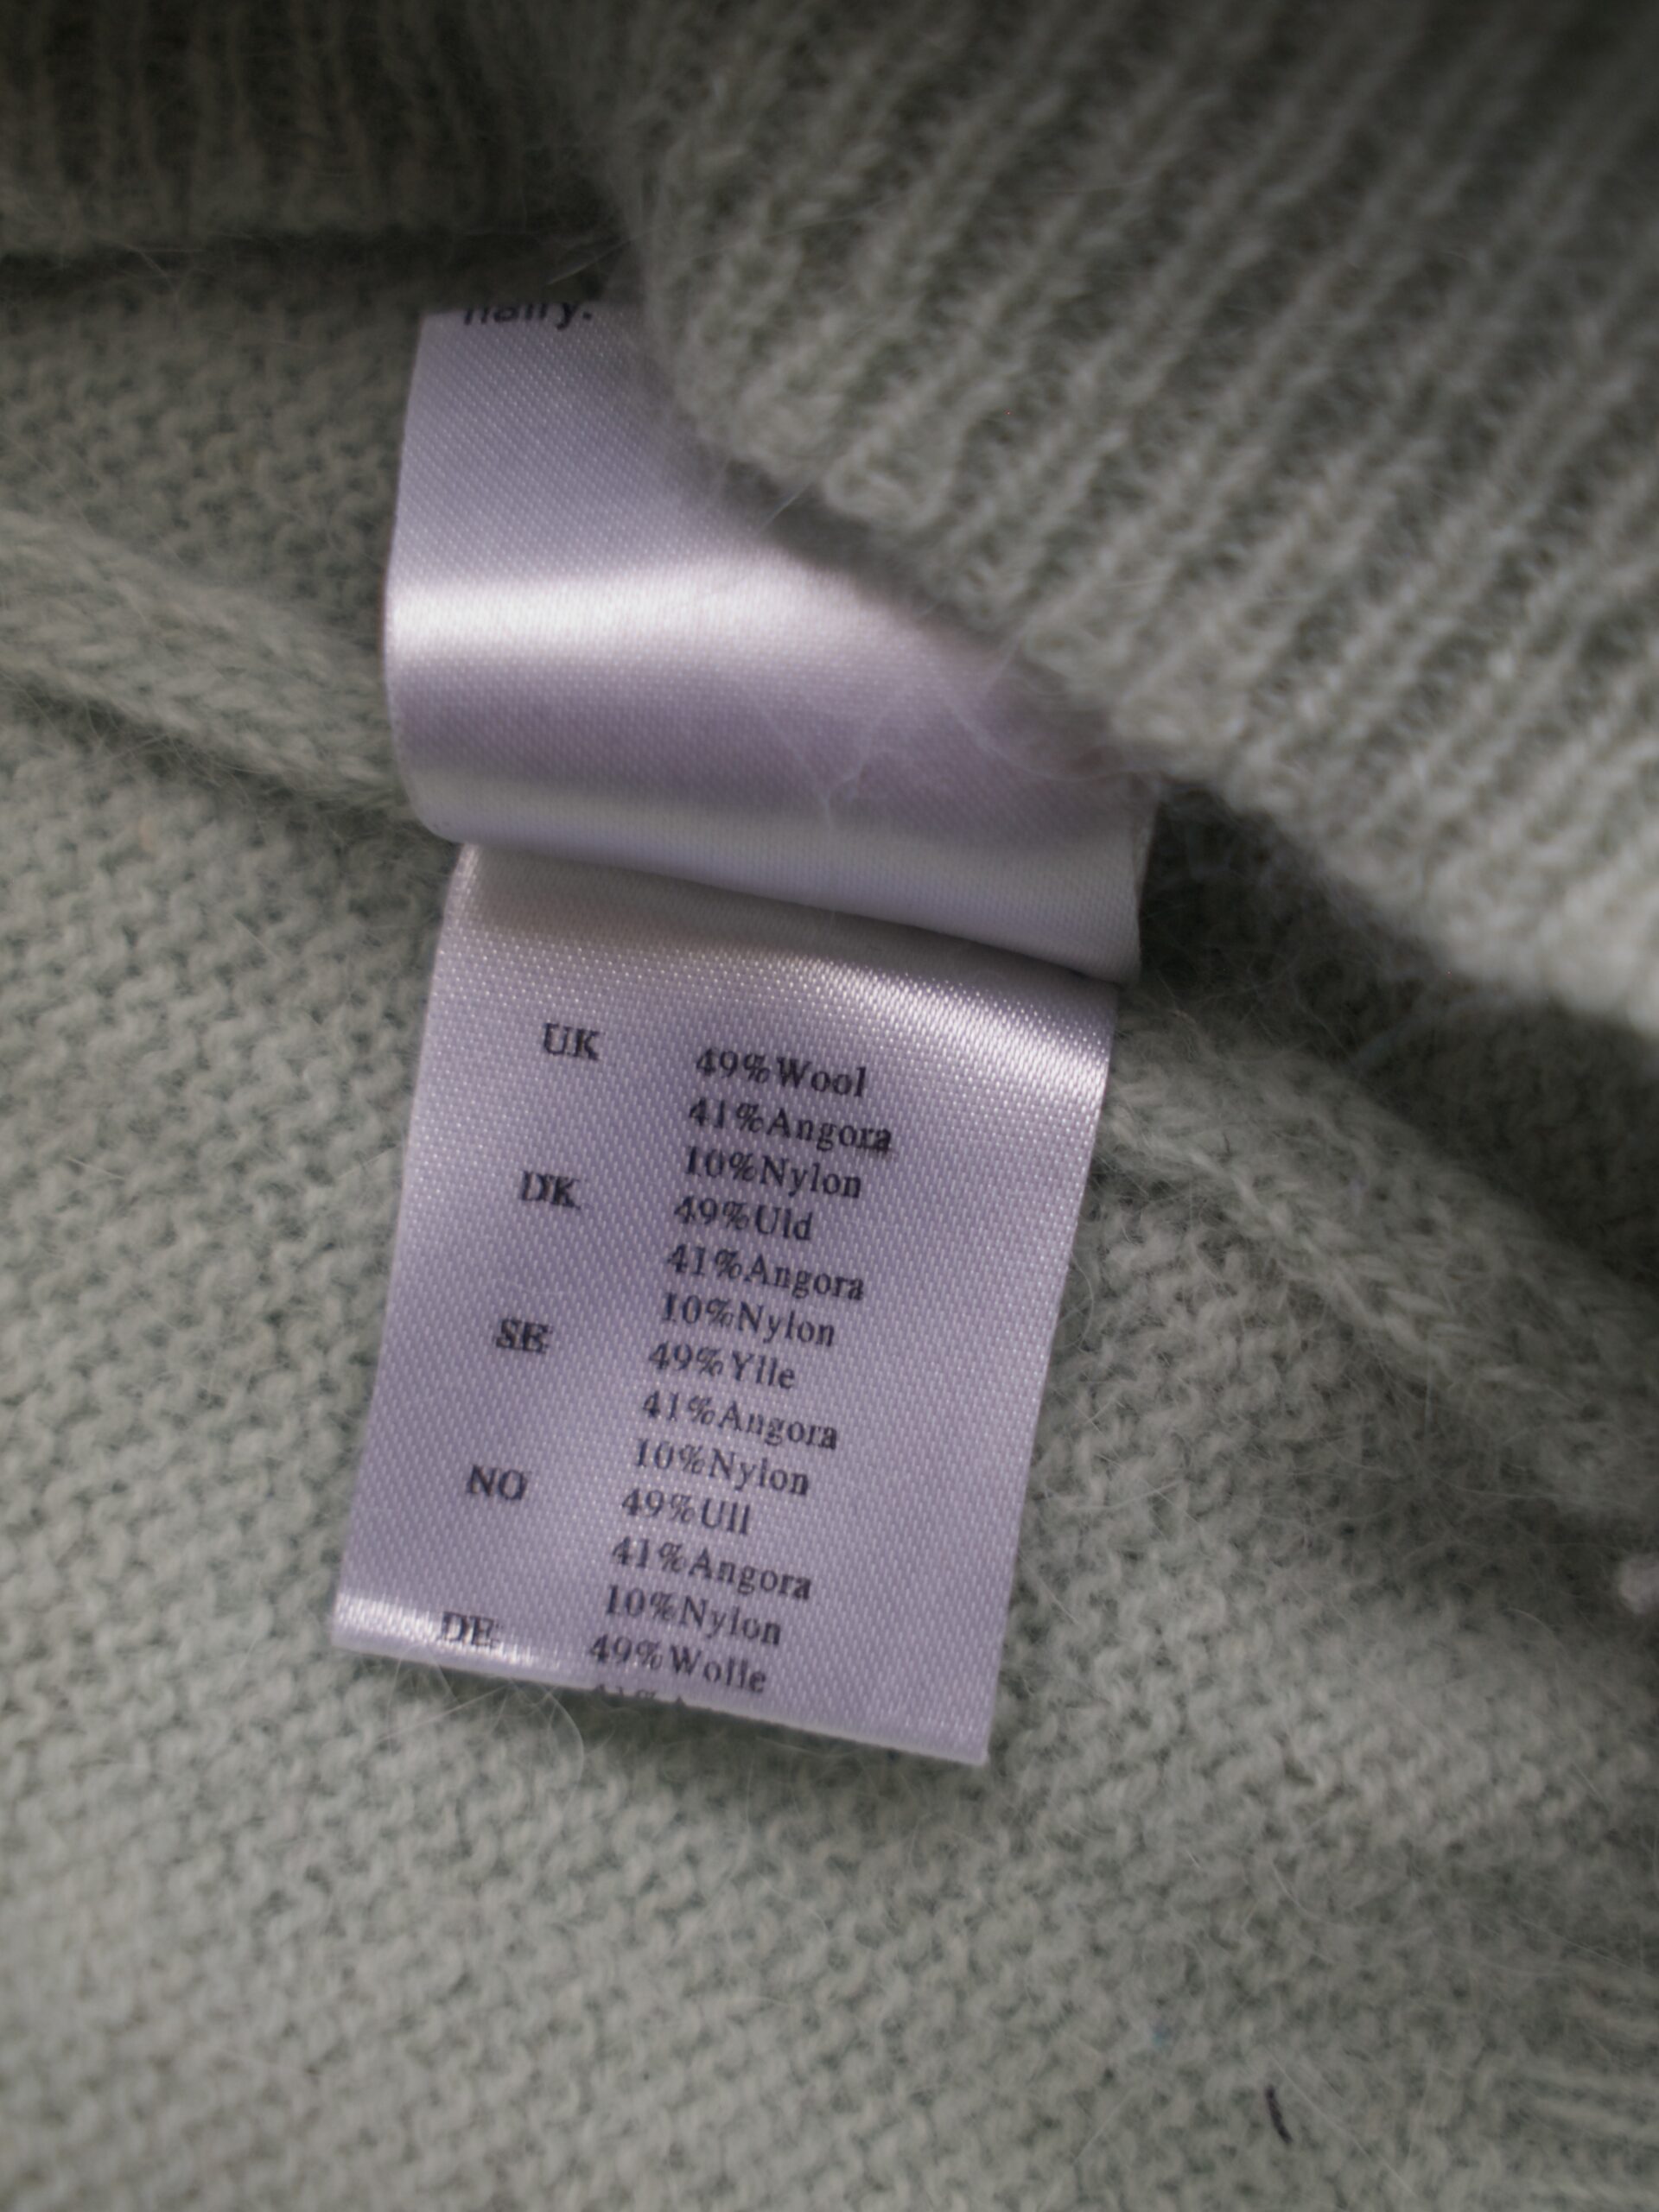 UK 49%Wool
41%Angora
10%Nylon
DK 49%Uld
41%Angora
10%Nylon
SE 49%Ylle
41%Angora
10%Nylon
NO 49%Ull
41%Angora
10%Nylon
DE 49%Wolle